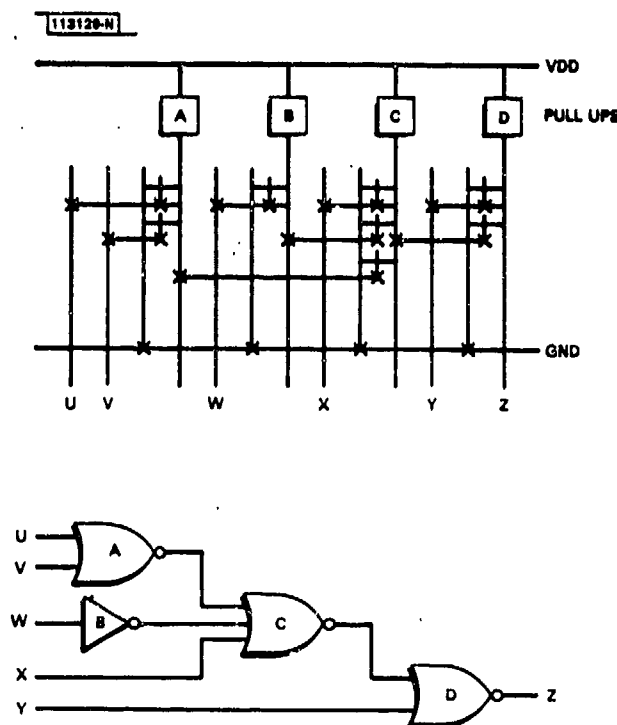 113129-N
VDD
A B C D PULL UPS
GND
U V W X Y Z
U
A
V
W B
C
X
D Z
Y